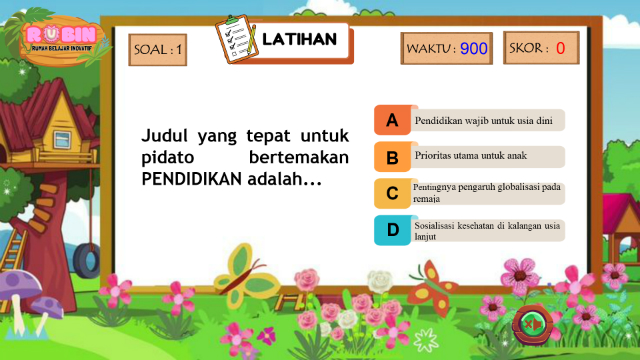 RUBIN
RUMAH BELAJAR INOVATIF
SOAL : 1
LATIHAN
WAKTU : 900
SKOR : 0
Judul yang tepat untuk
pidato bertemakan
PENDIDIKAN adalah...
A Pendidikan wajib untuk usia dini
B Prioritas utama untuk anak
C Pentingnya pengaruh globalisasi pada
remaja
D Sosialisasi kesehatan di kalangan usia
lanjut